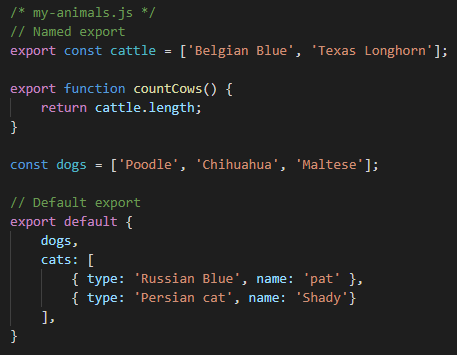 /* my-animals.js */
// Named export
export const cattle = ['Belgian Blue', 'Texas Longhorn'];
export function countCows() {
return cattle.length;
}
const dogs = ['Poodle', 'Chihuahua', 'Maltese'];
// Default export
export default {
dogs,
cats: [
{ type: 'Russian Blue', name: 'pat' },
{ type: 'Persian cat', name: 'Shady'}
],
}